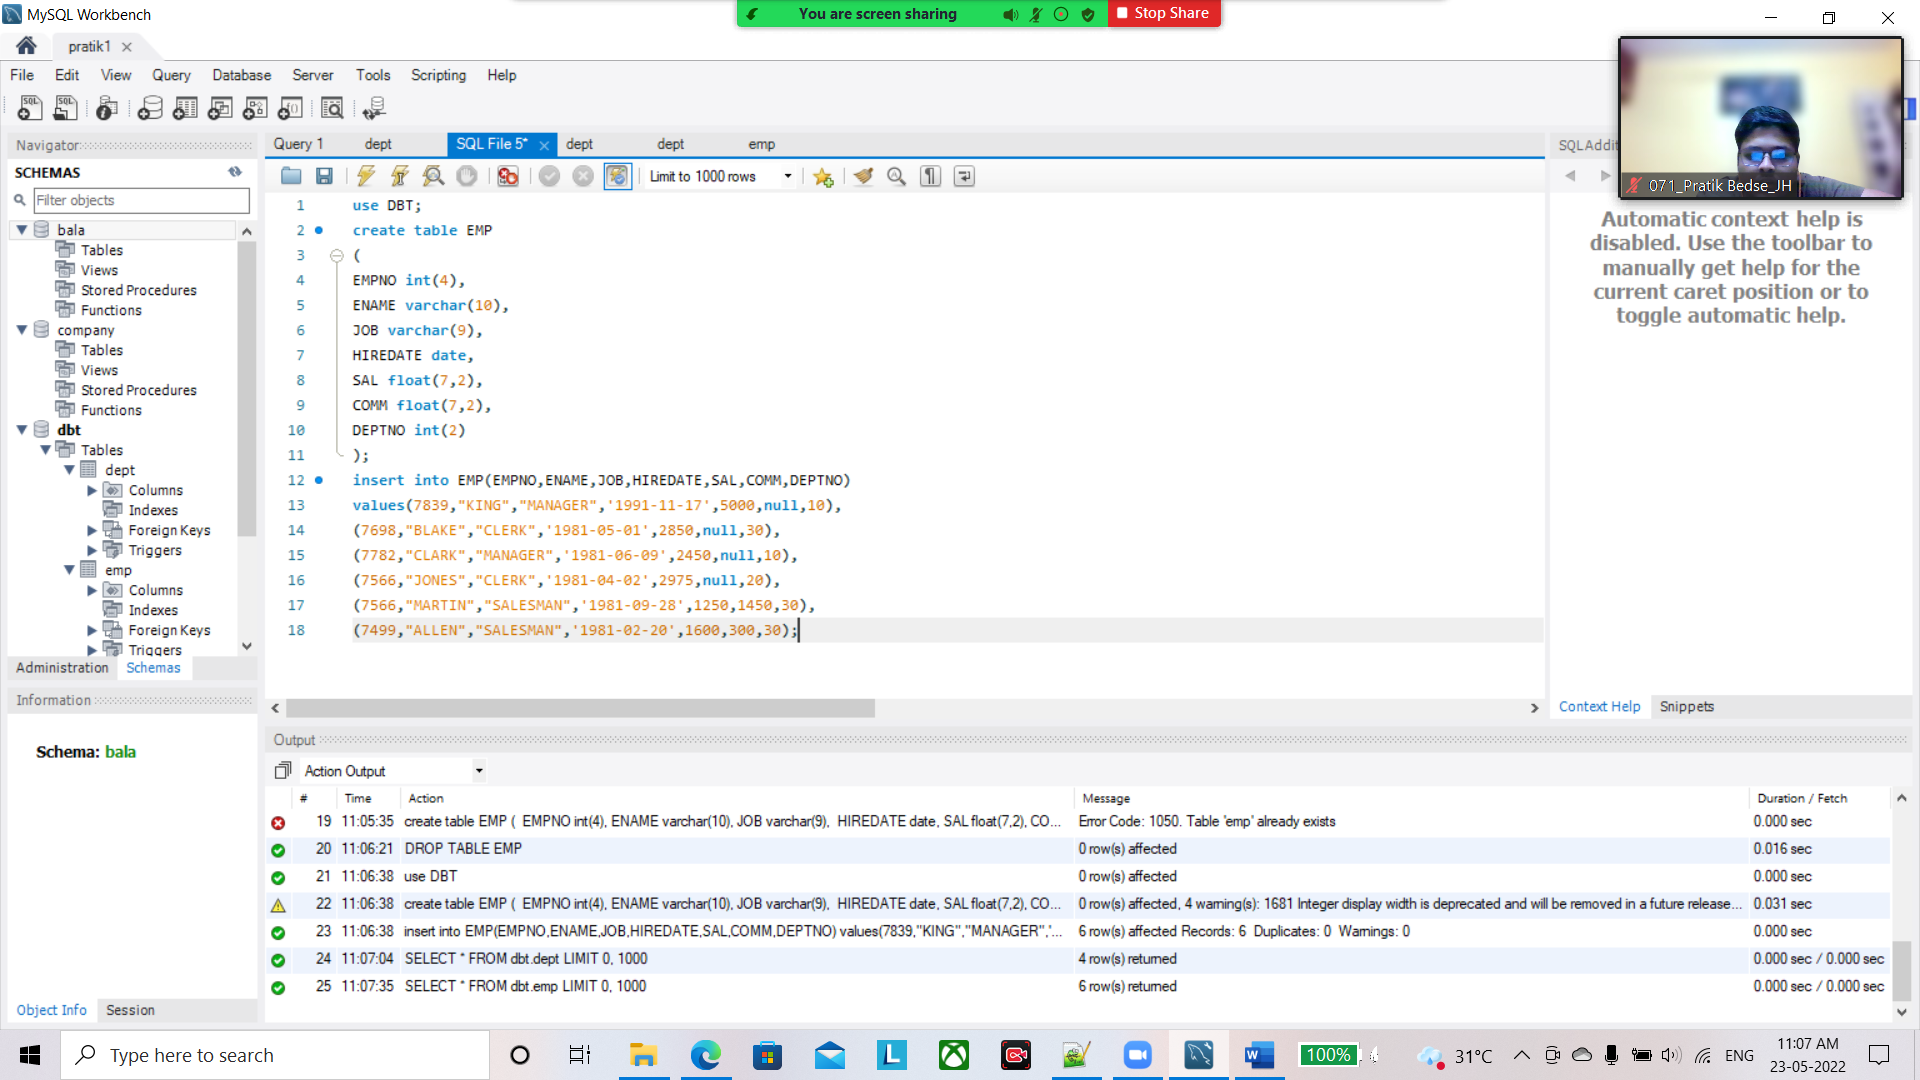 MySQL Workbench
You are screen sharing
Stop Share
pratik1
File Edit View Query Database Server Tools Scripting Help
071_Pratik Bedse_JH
Navigator
SCHEMAS
Filter objects
bala
Tables
Views
Stored Procedures
Functions
company
Tables
Views
Stored Procedures
Functions
dbt
Tables
dept
Columns
Indexes
Foreign Keys
Triggers
emp
Columns
Indexes
Foreign Keys
Triggers
Administration Schemas
Information
Schema: bala
Object Info Session
Query 1 dept SQL File 5* dept dept emp
Limit to 1000 rows
1 use DBT;
2 create table EMP
3 (
4 EMPNO int(4),
5 ENAME varchar(10),
6 JOB varchar(9),
7 HIREDATE date,
8 SAL float(7,2),
9 COMM float(7,2),
10 DEPTNO int(2)
11 );
12 insert into EMP(EMPNO,ENAME,JOB,HIREDATE,SAL,COMM,DEPTNO)
13 values(7839,"KING","MANAGER",'1991-11-17',5000,null,10),
14 (7698,"BLAKE","CLERK",'1981-05-01',2850,null,30),
15 (7782,"CLARK","MANAGER",'1981-06-09',2450,null,10),
16 (7566,"JONES","CLERK",'1981-04-02',2975,null,20),
17 (7566,"MARTIN","SALESMAN",'1981-09-28',1250,1450,30),
18 (7499,"ALLEN","SALESMAN",'1981-02-20',1600,300,30);
SQL Addit
Automatic context help is
disabled. Use the toolbar to
manually get help for the
current caret position or to
toggle automatic help.
Context Help Snippets
Output
Action Output
# Time Action Message Duration / Fetch
19 11:05:35 create table EMP ( EMPNO int(4), ENAME varchar(10), JOB varchar(9), HIREDATE date, SAL float(7,2), CO... Error Code: 1050. Table 'emp' already exists 0.000 sec
20 11:06:21 DROP TABLE EMP 0 row(s) affected 0.016 sec
21 11:06:38 use DBT 0 row(s) affected 0.000 sec
22 11:06:38 create table EMP ( EMPNO int(4), ENAME varchar(10), JOB varchar(9), HIREDATE date, SAL float(7,2), CO... 0 row(s) affected, 4 warning(s): 1681 Integer display width is deprecated and will be removed in a future release... 0.031 sec
23 11:06:38 insert into EMP(EMPNO,ENAME,JOB,HIREDATE,SAL,COMM,DEPTNO) values(7839,"KING","MANAGER",'... 6 row(s) affected Records: 6 Duplicates: 0 Warnings: 0 0.000 sec
24 11:07:04 SELECT * FROM dbt.dept LIMIT 0, 1000 4 row(s) returned 0.000 sec / 0.000 sec
25 11:07:35 SELECT * FROM dbt.emp LIMIT 0, 1000 6 row(s) returned 0.000 sec / 0.000 sec
Type here to search
100%
31°C
ENG
11:07 AM
23-05-2022